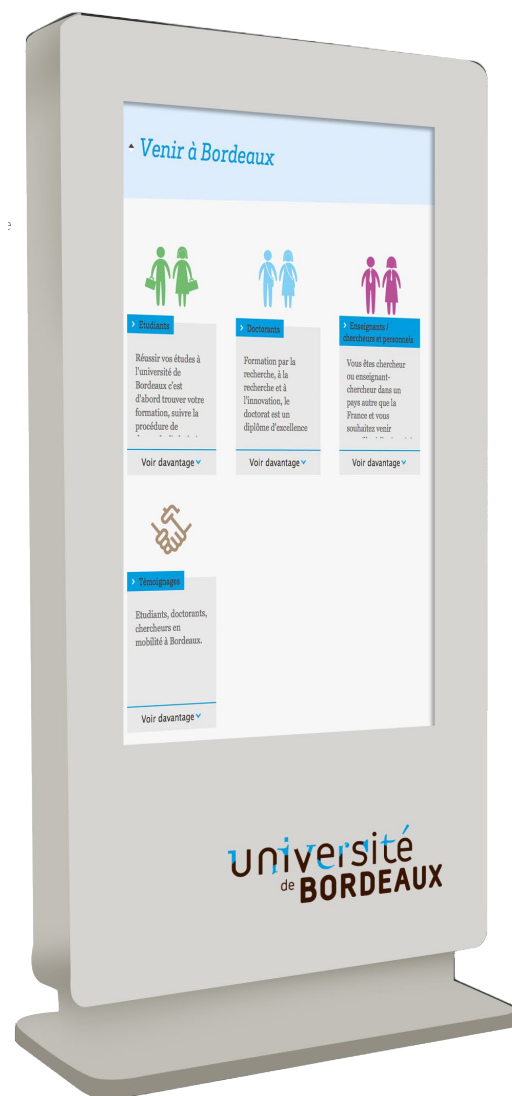 Venir à Bordeaux
Etudiants
Réussir vos études à
l'université de
Bordeaux c'est
d'abord trouver votre
formation, suivre la
procédure de
Voir davantage
Doctorants
Formation par la
recherche, à la
recherche et à
l'innovation, le
doctorat est un
diplôme d'excellence
Voir davantage
Enseignants /
chercheurs et personnels
Vous êtes chercheur
ou enseignant-
chercheur dans un
pays autre que la
France et vous
souhaitez venir
Voir davantage
Témoignages
Etudiants, doctorants,
chercheurs en
mobilité à Bordeaux.
Voir davantage
université
de BORDEAUX